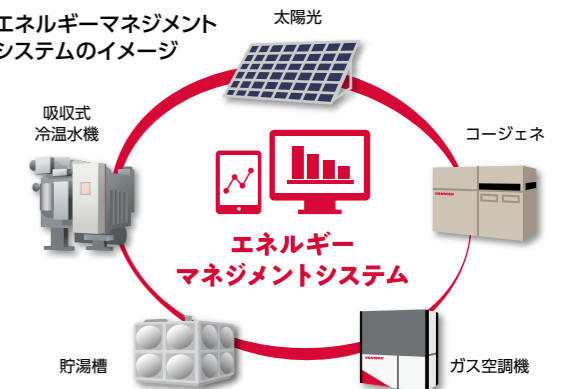 エネルギーマネジメント
システムのイメージ
太陽光
吸収式
冷温水機
コージェネ
YANMAR
エネルギー
マネジメントシステム
貯湯槽
YANMAR
ガス空調機